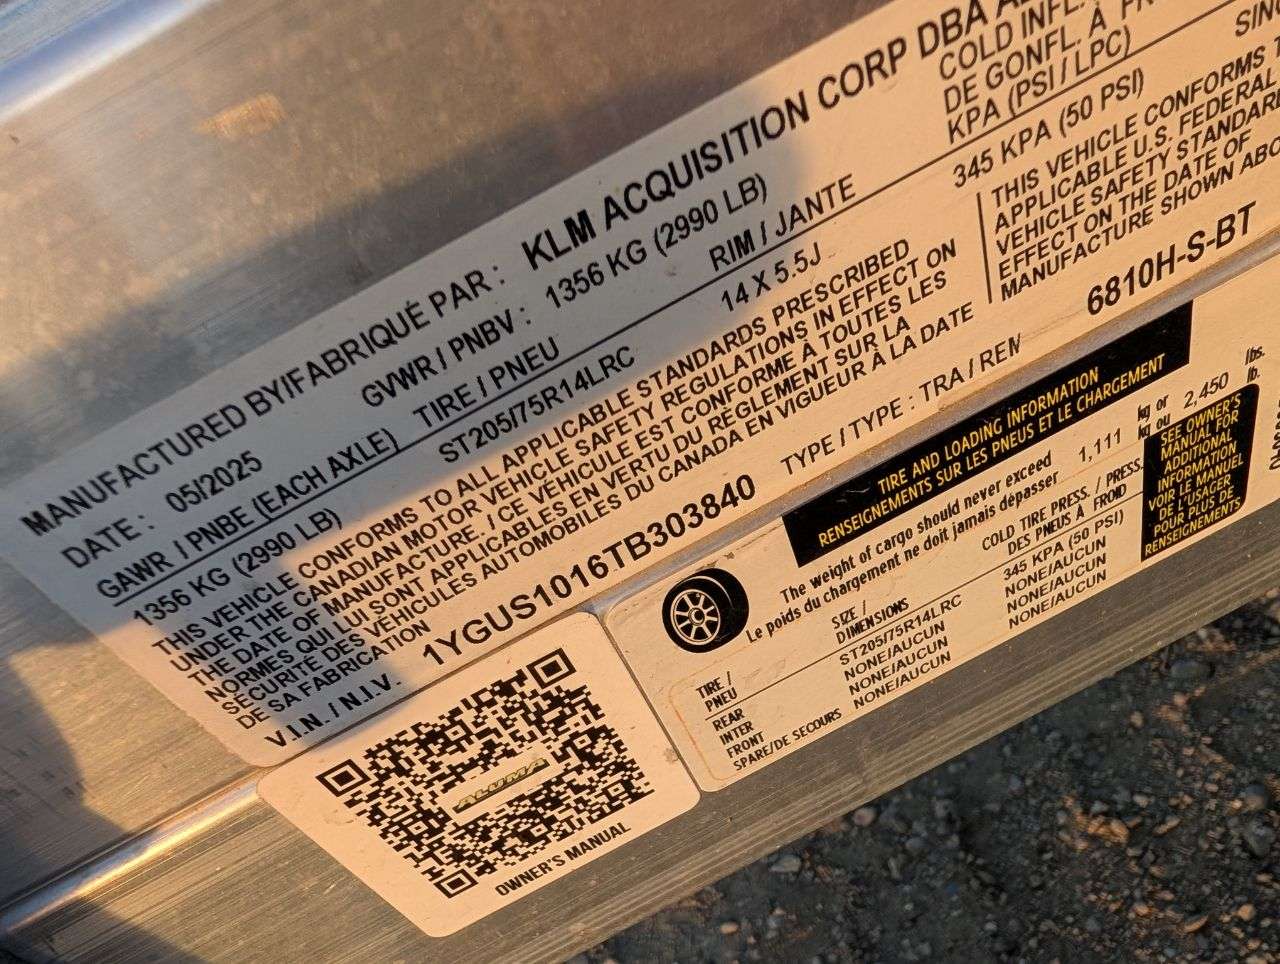 MANUFACTURED BY/FABRIQUÉ PAR : KLM ACQUISITION CORP DBA
DATE : 05/2025 GVWR / PNBV : 1356 KG (2990 LB)
GAWR / PNBE (EACH AXLE) TIRE / PNEU RIM / JANTE COLD INFL.
DE GONFL. À
KPA (PSI / LPC)
1356 KG (2990 LB) ST205/75R14LRC 14 X 5.5J 345 KPA (50 PSI)
THIS VEHICLE CONFORMS TO ALL APPLICABLE STANDARDS PRESCRIBED
UNDER THE CANADIAN MOTOR VEHICLE SAFETY REGULATIONS IN EFFECT ON
THE DATE OF MANUFACTURE. / CE VÉHICULE EST CONFORME À TOUTES LES
NORMES QUI LUI SONT APPLICABLES EN VERTU DU RÈGLEMENT SUR LA
SÉCURITÉ DES VÉHICULES AUTOMOBILES DU CANADA EN VIGUEUR À LA DATE
DE SA FABRICATION
THIS VEHICLE CONFORMS
APPLICABLE U.S. FEDERAL
VEHICLE SAFETY STANDARD
EFFECT ON THE DATE OF
MANUFACTURE SHOWN
V.I.N. / N.I.V. 1YGUS1016TB303840 TYPE / TYPE : TRA / REM 6810H-S-BT
TIRE AND LOADING INFORMATION
RENSEIGNEMENTS SUR LES PNEUS ET LE CHARGEMENT
The weight of cargo should never exceed
Le poids du chargement ne doit jamais dépasser
1,111 kg or 2,450 lbs.
kg ou lb.
TIRE / PNEU SIZE / DIMENSIONS COLD TIRE PRESS. / PRESS. DES PNEUS À FROID
REAR ST205/75R14LRC 345 KPA (50 PSI)
INTER NONE/AUCUN NONE/AUCUN
FRONT NONE/AUCUN NONE/AUCUN
SPARE/DE SECOURS NONE/AUCUN NONE/AUCUN
SEE OWNER'S
MANUAL FOR
ADDITIONAL
INFORMATION
VOIR LE MANUEL
DE L'USAGER
POUR PLUS DE
RENSEIGNEMENTS
ALUMA
OWNER'S MANUAL